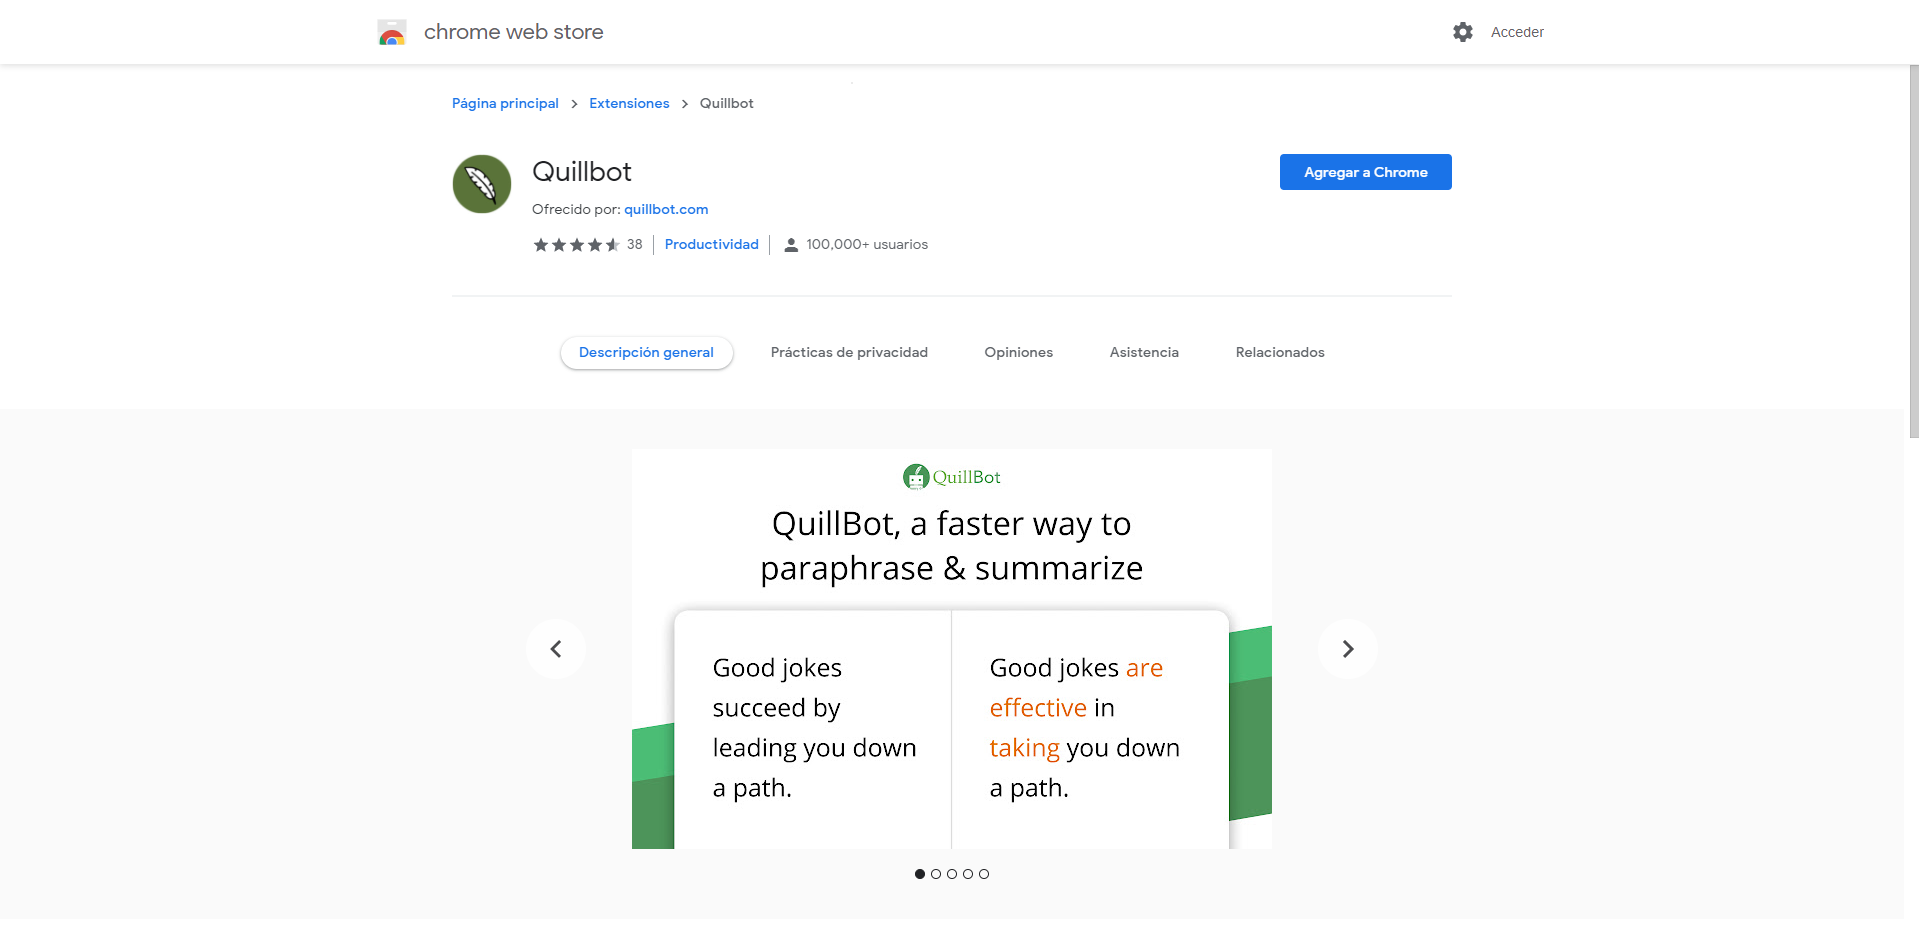 chrome web store
Acceder
Página principal
Extensiones
Quillbot
Quillbot
Agregar a Chrome
Ofrecido por: quillbot.com
38
Productividad
100,000+ usuarios
Descripción general
Prácticas de privacidad
Opiniones
Asistencia
Relacionados
QuillBot
QuillBot, a faster way to
paraphrase & summarize
Good jokes
succeed by
leading you down
a path.
Good jokes are
effective in
taking you down
a path.